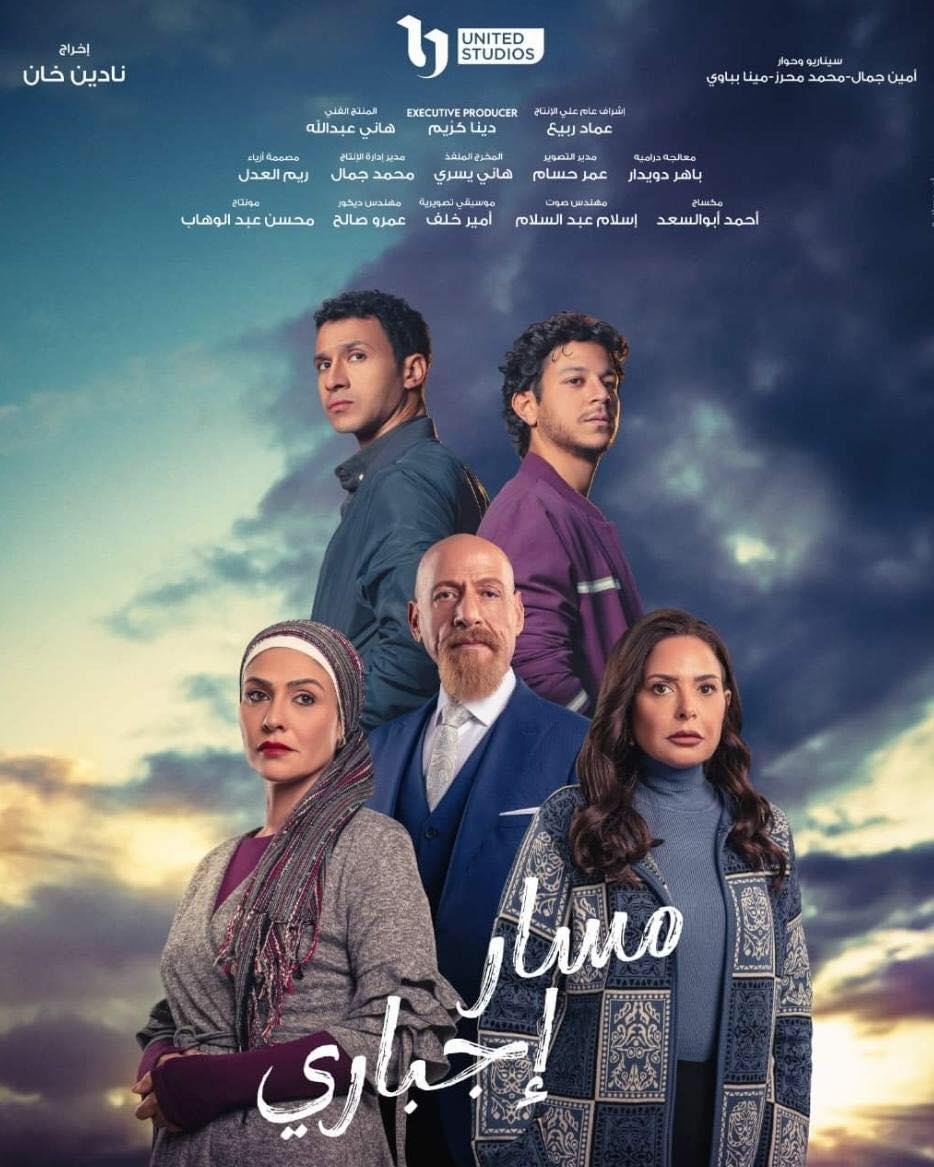 UNITED
STUDIOS
إخراج
نادين خان
سيناريو وحوار
أمين جمال-محمد محرز-مينا بباوي
إشراف عام علي الإنتاج
عماد ربيع
EXECUTIVE PRODUCER
دينا كريم
المنتج الفني
هاني عبدالله
معالجه دراميه
باهر دويدار
مدير التصوير
عمر حسام
المخرج المنفذ
هاني يسري
مدير إدارة الإنتاج
محمد جمال
مصممة أزياء
ريم العدل
مكساج
أحمد أبوالسعد
مهندس صوت
إسلام عبد السلام
موسيقي تصويرية
أمير خلف
مهندس ديكور
عمرو صالح
مونتاج
محسن عبد الوهاب
مسار
إجباري